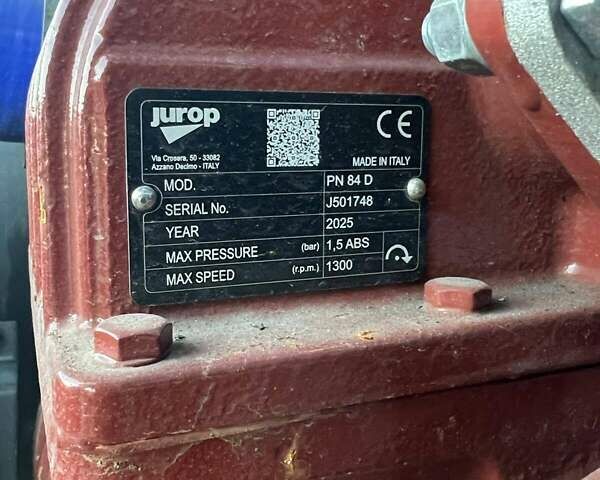 jurop
CE
Via Crosera, 50 - 33082
Azzano Decimo - ITALY
MADE IN ITALY
MOD. PN 84 D
SERIAL No. J501748
YEAR 2025
MAX PRESSURE (bar) 1,5 ABS
MAX SPEED (r.p.m.) 1300